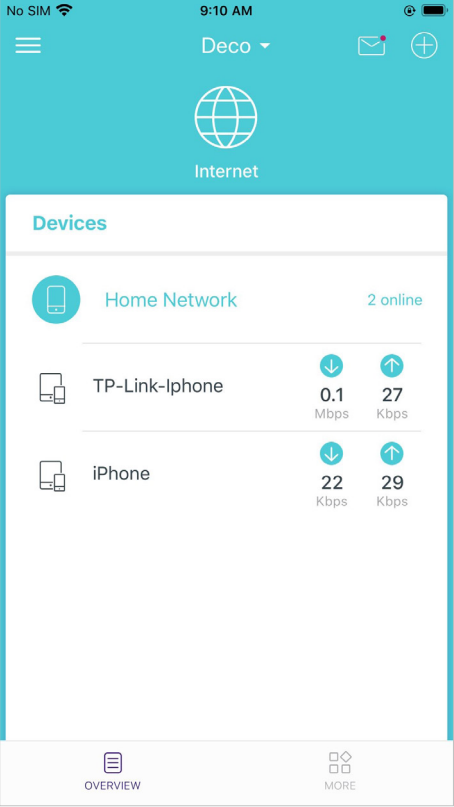 No SIM 9:10 AM
Deco
Internet
Devices
Home Network 2 online
TP-Link-Iphone 0.1 Mbps 27 Kbps
iPhone 22 Kbps 29 Kbps
OVERVIEW MORE